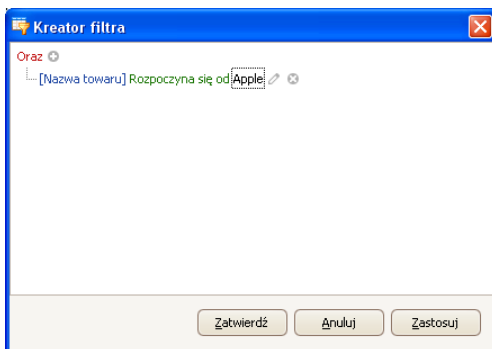 Kreator filtra
Oraz
[Nazwa towaru] Rozpoczyna się od Apple
Zatwierdź Anuluj Zastosuj